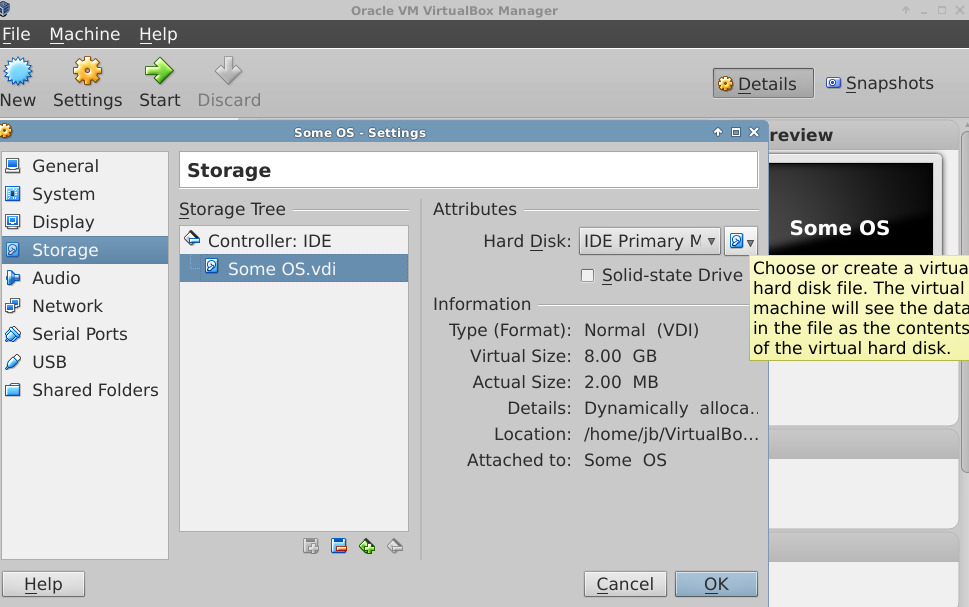 Oracle VM VirtualBox Manager
File Machine Help
New Settings Start Discard
Details Snapshots
Some OS - Settings
review
General
System
Display
Storage
Audio
Network
Serial Ports
USB
Shared Folders
Storage
Storage Tree
Controller: IDE
Some OS.vdi
Attributes
Hard Disk: IDE Primary M
Solid-state Drive
Information
Type (Format): Normal (VDI)
Virtual Size: 8.00 GB
Actual Size: 2.00 MB
Details: Dynamically alloca..
Location: /home/jb/VirtualBo...
Attached to: Some OS
Some OS
Choose or create a virtua
hard disk file. The virtual
machine will see the data
in the file as the contents
of the virtual hard disk.
Help
Cancel OK